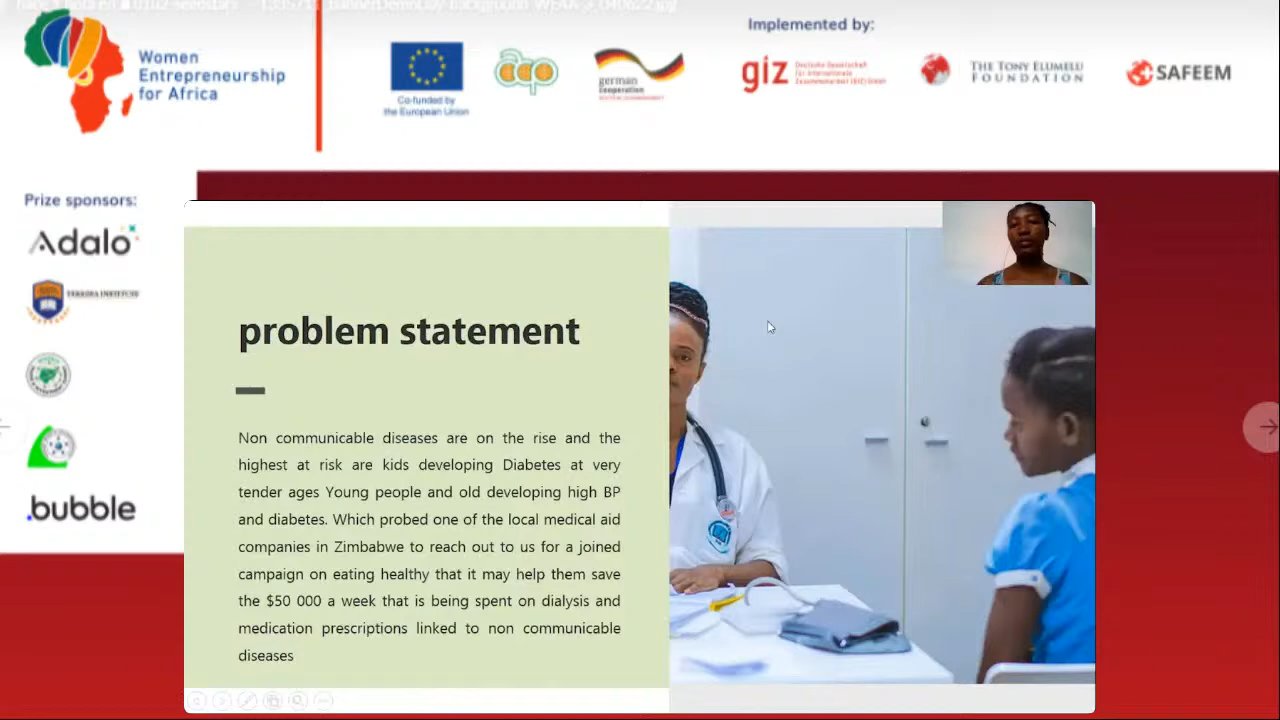 Women
Entrepreneurship
for Africa
Co-funded by
the European Union
acp
german
cooperation
Implemented by:
giz
THE TONY ELUMELU
FOUNDATION
SAFEEM
Prize sponsors:
Adalo
.bubble
problem statement
Non communicable diseases are on the rise and the
highest at risk are kids developing Diabetes at very
tender ages Young people and old developing high BP
and diabetes. Which probed one of the local medical aid
companies in Zimbabwe to reach out to us for a joined
campaign on eating healthy that it may help them save
the $50 000 a week that is being spent on dialysis and
medication prescriptions linked to non communicable
diseases